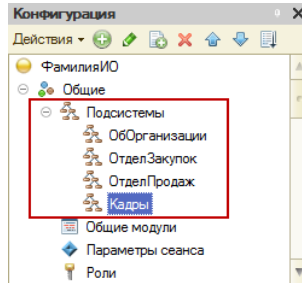 Конфигурация
Действия
ФамилияИО
Общие
Подсистемы
ОбОрганизации
ОтделЗакупок
ОтделПродаж
Кадры
Общие модули
Параметры сеанса
Роли